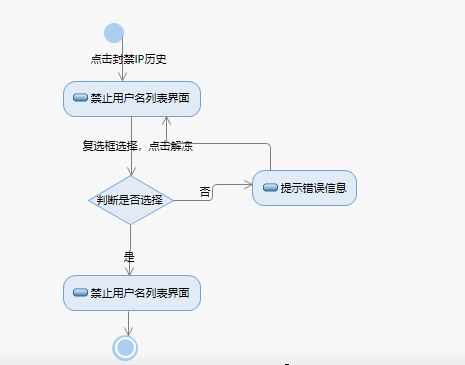 点击封禁IP历史
禁止用户名列表界面
复选框选择，点击解冻
提示错误信息
判断是否选择
否
是
禁止用户名列表界面